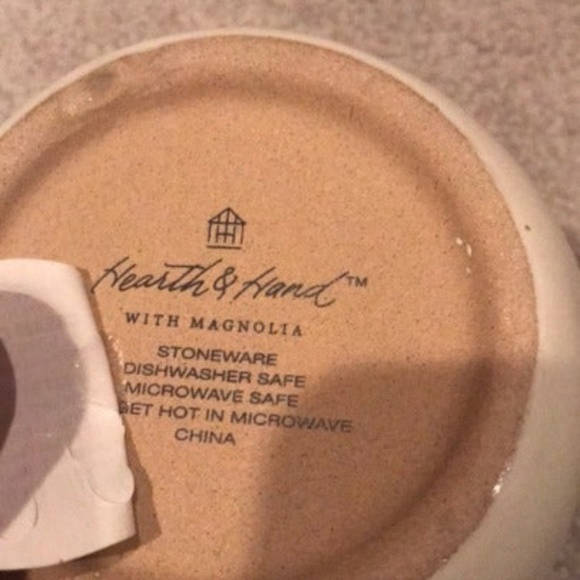 Hearth & Hand™
WITH MAGNOLIA
STONEWARE
DISHWASHER SAFE
MICROWAVE SAFE
GET HOT IN MICROWAVE
CHINA